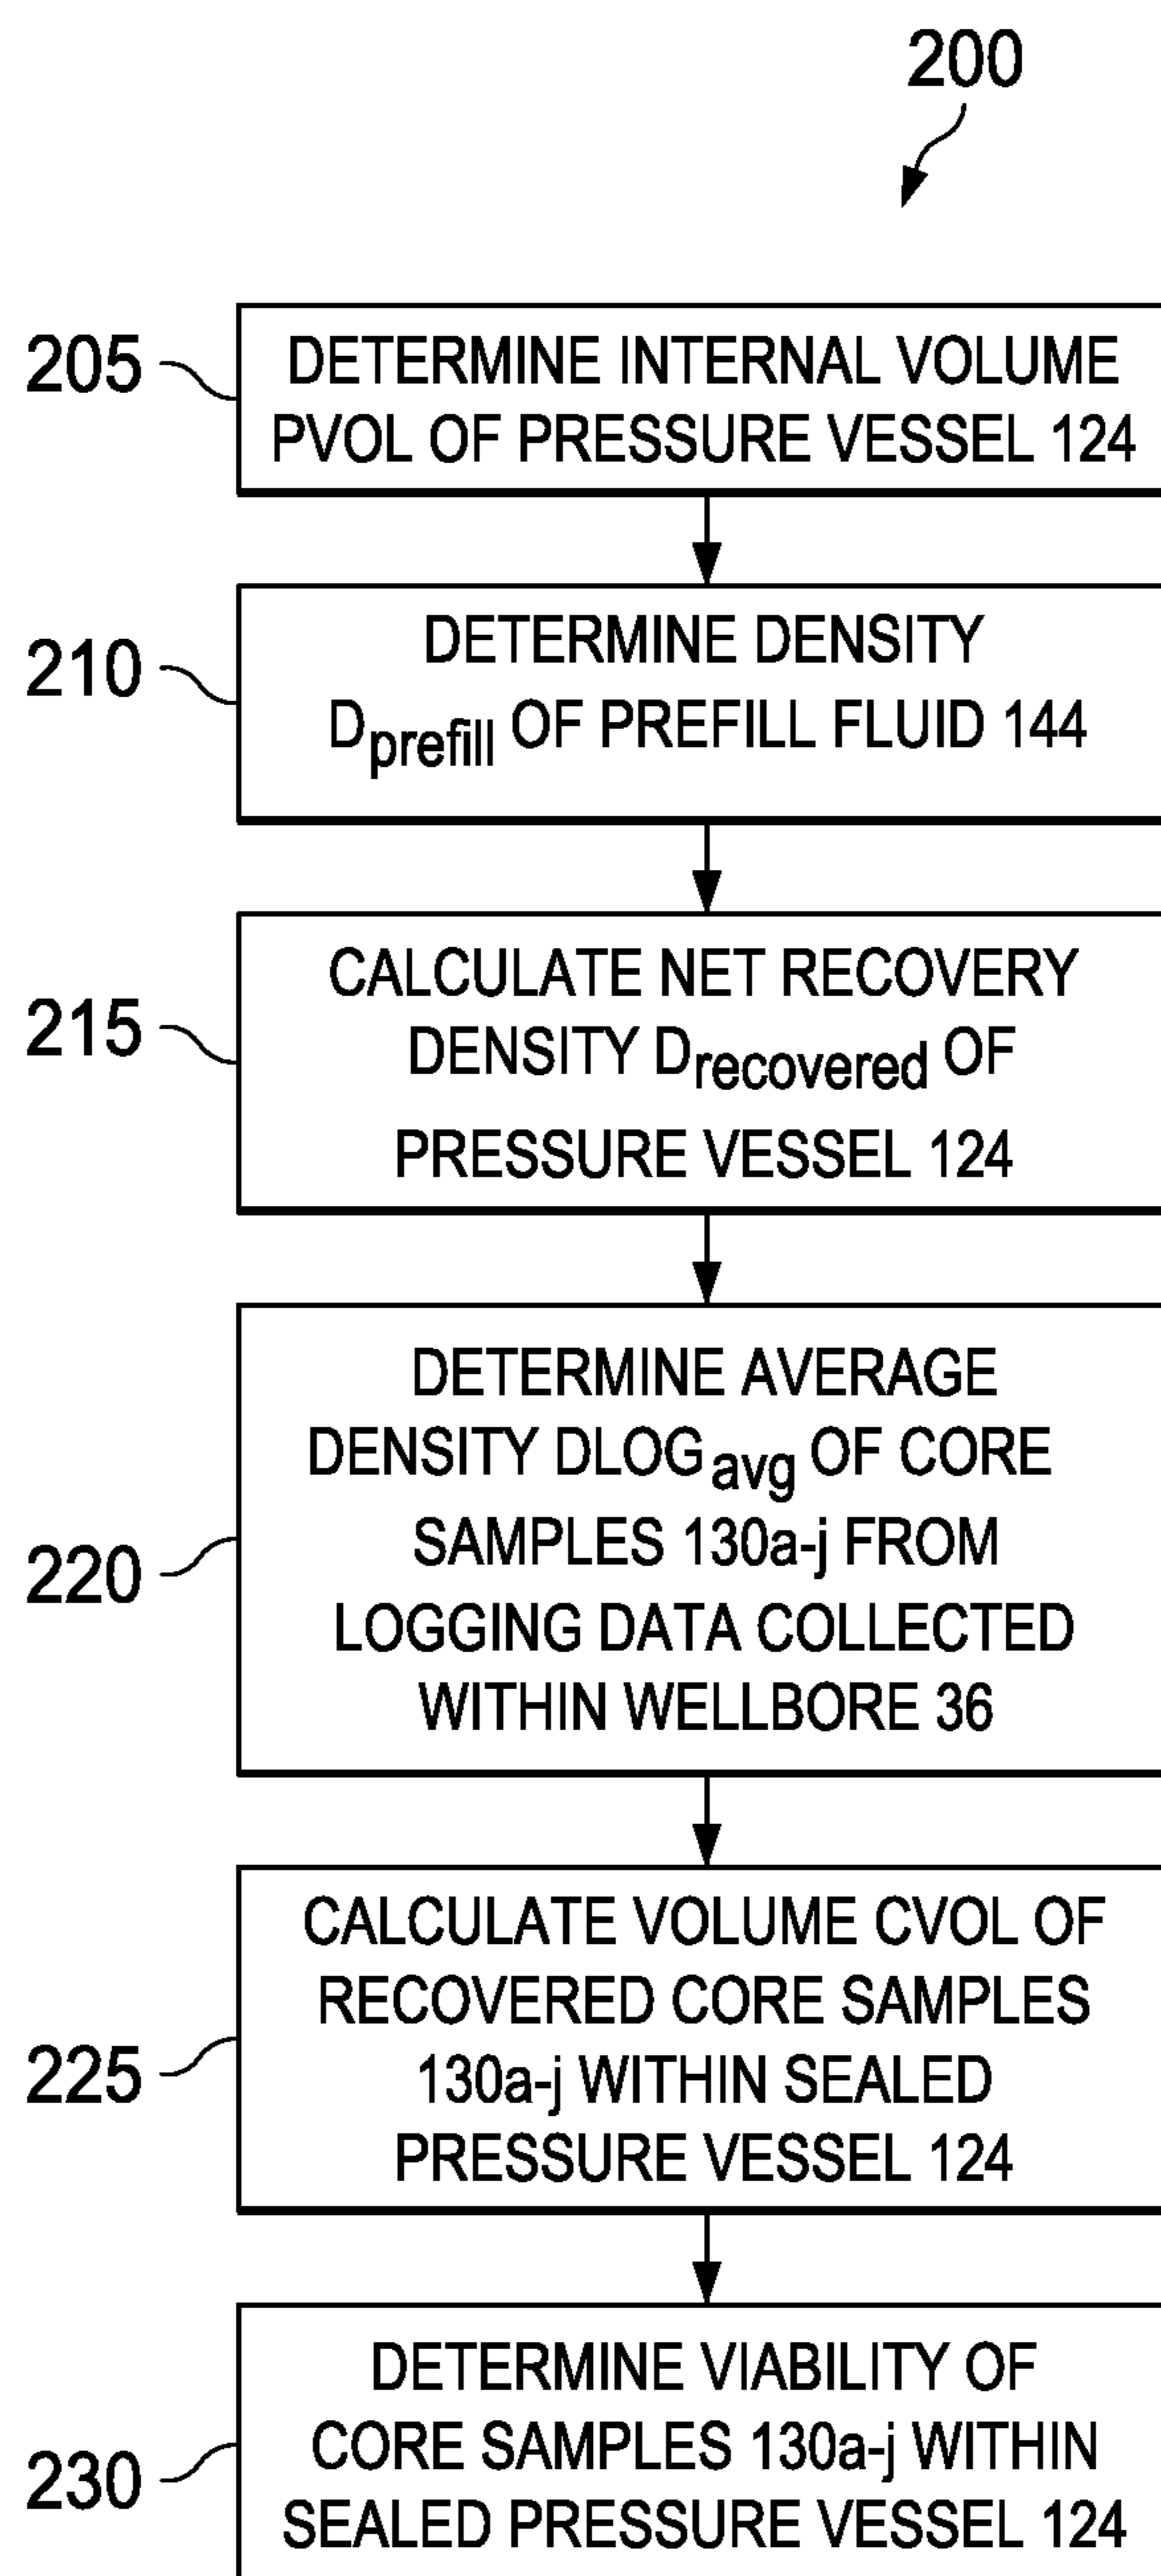 200
205
DETERMINE INTERNAL VOLUME
PVOL OF PRESSURE VESSEL 124
210
DETERMINE DENSITY
Dprefill OF PREFILL FLUID 144
215
CALCULATE NET RECOVERY
DENSITY Drecovered OF
PRESSURE VESSEL 124
220
DETERMINE AVERAGE
DENSITY DLOGavg OF CORE
SAMPLES 130a-j FROM
LOGGING DATA COLLECTED
WITHIN WELLBORE 36
225
CALCULATE VOLUME CVOL OF
RECOVERED CORE SAMPLES
130a-j WITHIN SEALED
PRESSURE VESSEL 124
230
DETERMINE VIABILITY OF
CORE SAMPLES 130a-j WITHIN
SEALED PRESSURE VESSEL 124